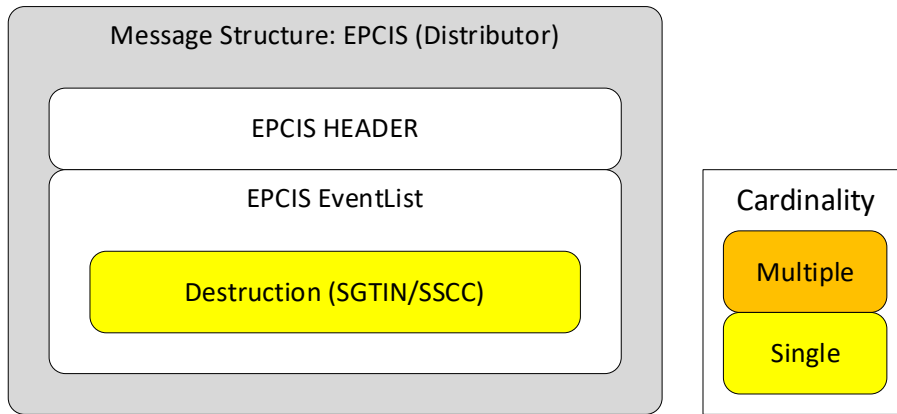 Message Structure: EPCIS (Distributor)
EPCIS HEADER
EPCIS EventList
Destruction (SGTIN/SSCC)
Cardinality
Multiple
Single